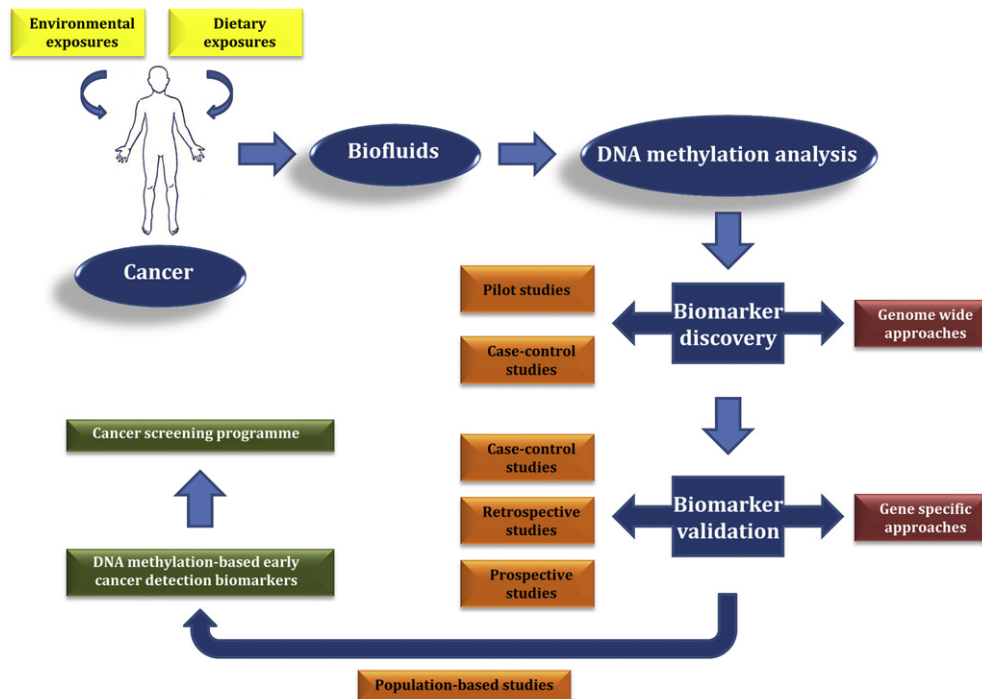 Environmental
exposures
Dietary
exposures
Biofluids
DNA methylation analysis
Cancer
Pilot studies
Biomarker
discovery
Genome wide
approaches
Case-control
studies
Cancer screening programme
Case-control
studies
Retrospective
studies
Biomarker
validation
Gene specific
approaches
DNA methylation-based early
cancer detection biomarkers
Prospective
studies
Population-based studies